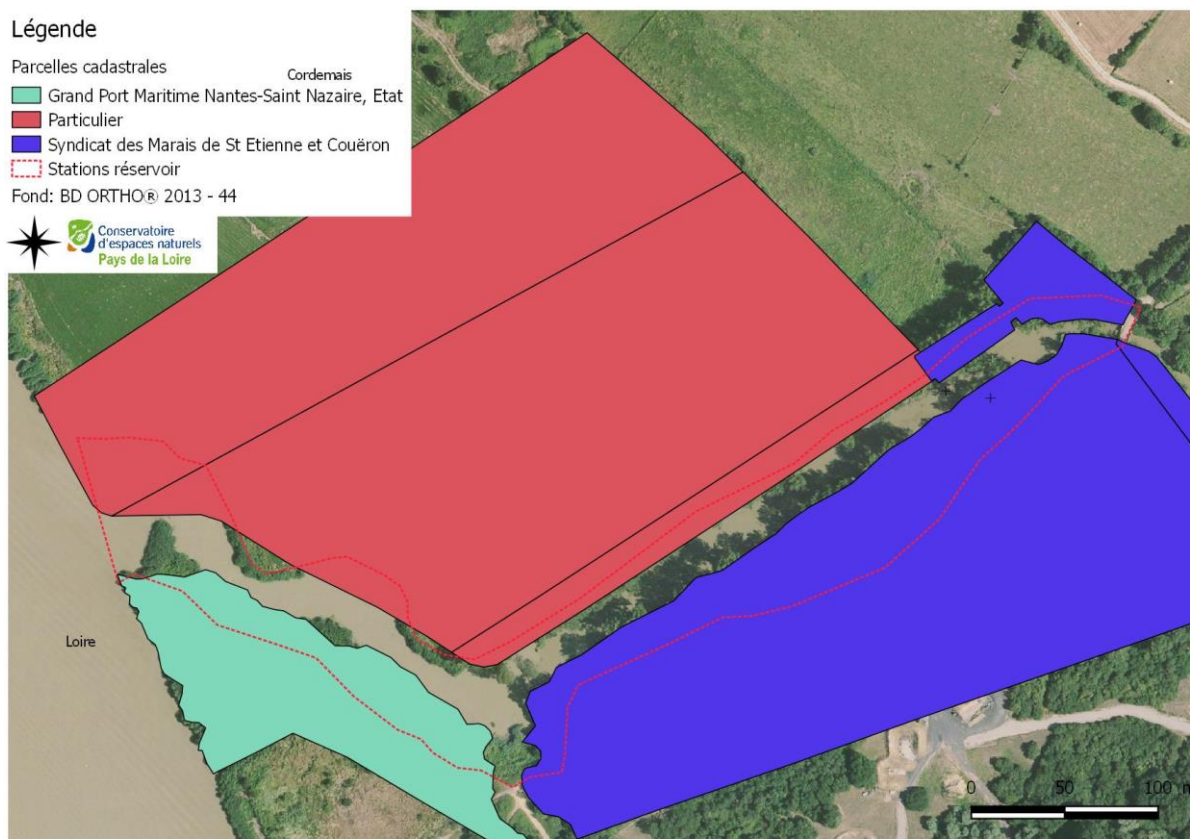 Légende
Parcelles cadastrales
Cordemais
Grand Port Maritime Nantes-Saint Nazaire, Etat
Particulier
Syndicat des Marais de St Etienne et Couëron
Stations réservoir
Fond: BD ORTHO® 2013 - 44
Conservatoire
d'espaces naturels
Pays de la Loire
Loire
0 50 100 m